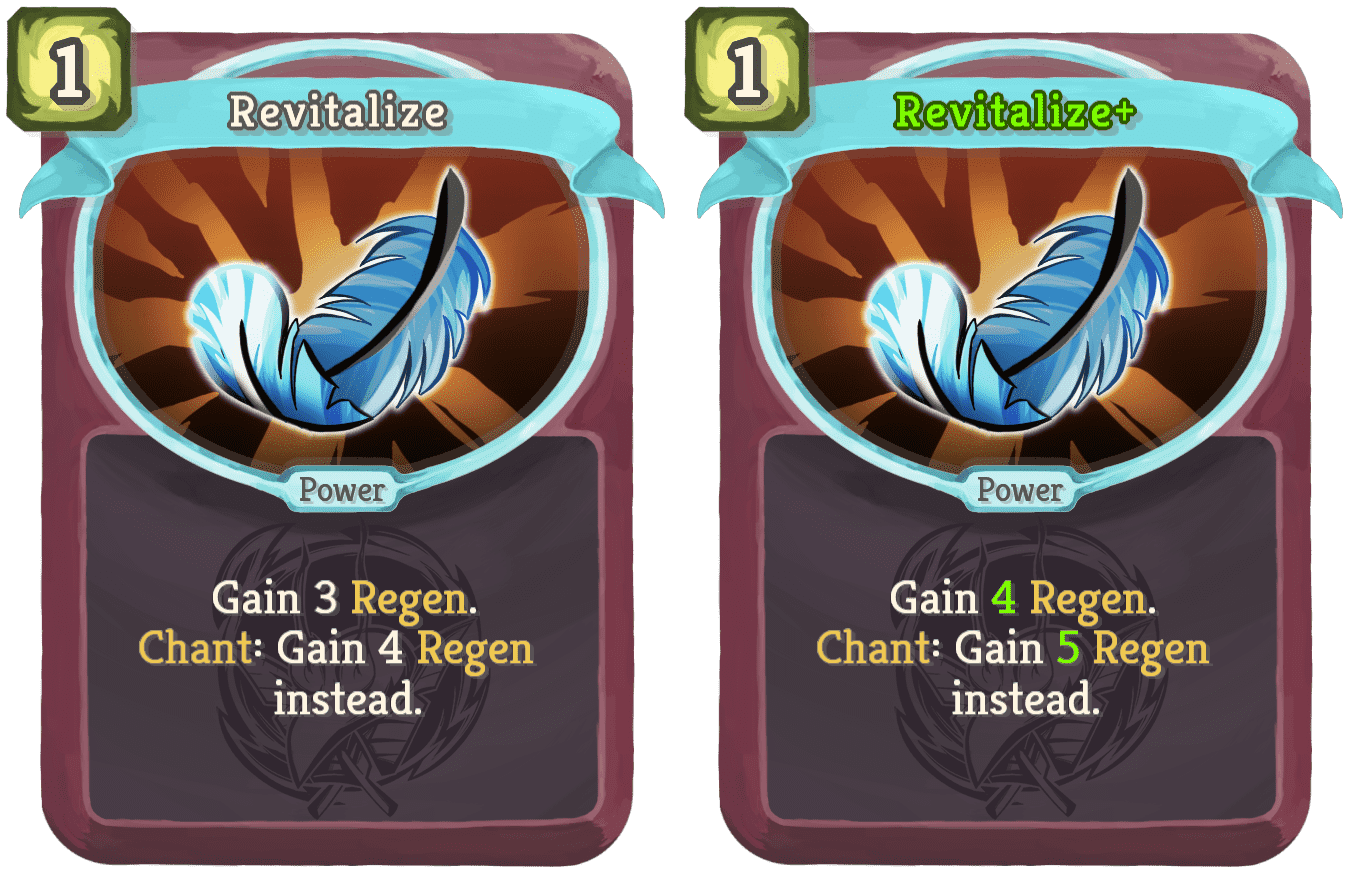 1
Revitalize
Power
Gain 3 Regen.
Chant: Gain 4 Regen
instead.
1
Revitalize+
Power
Gain 4 Regen.
Chant: Gain 5 Regen
instead.